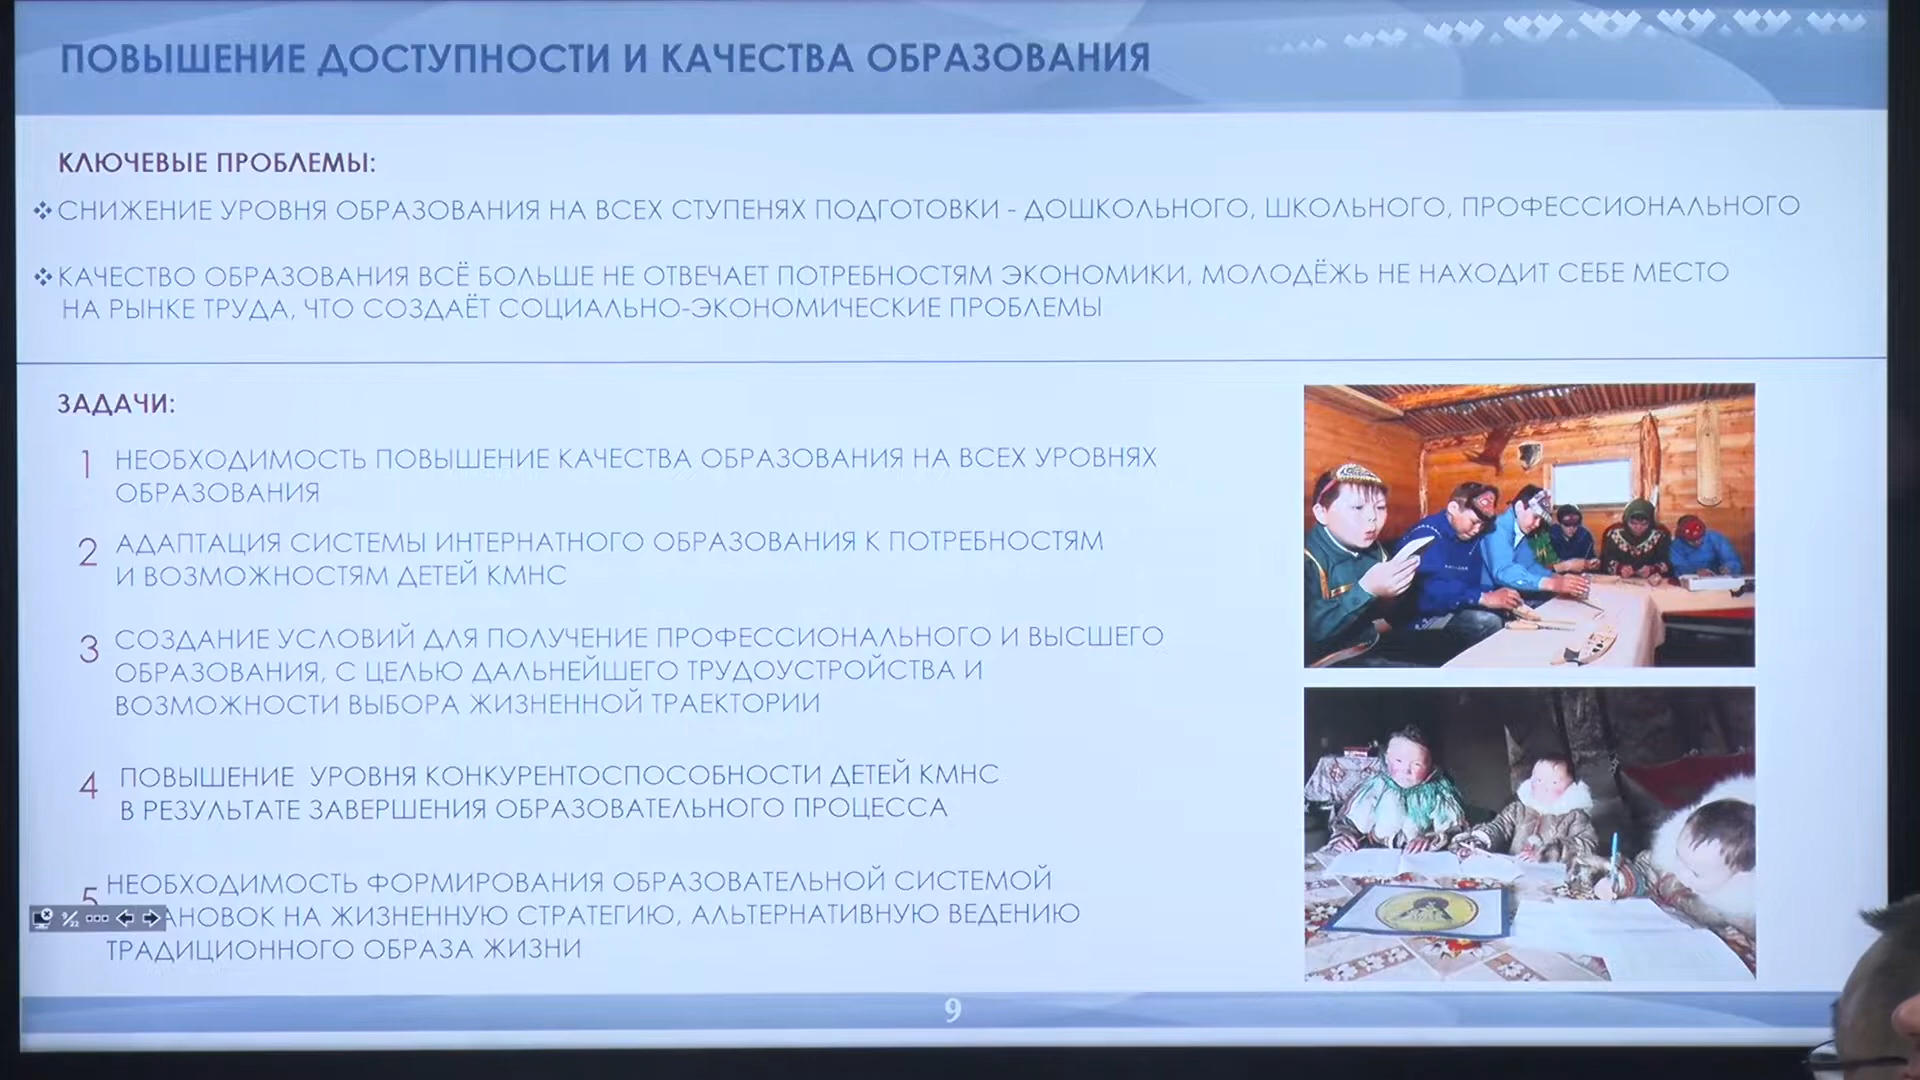 ПОВЫШЕНИЕ ДОСТУПНОСТИ И КАЧЕСТВА ОБРАЗОВАНИЯ
КЛЮЧЕВЫЕ ПРОБЛЕМЫ:
❖ СНИЖЕНИЕ УРОВНЯ ОБРАЗОВАНИЯ НА ВСЕХ СТУПЕНЯХ ПОДГОТОВКИ - ДОШКОЛЬНОГО, ШКОЛЬНОГО, ПРОФЕССИОНАЛЬНОГО
❖ КАЧЕСТВО ОБРАЗОВАНИЯ ВСЁ БОЛЬШЕ НЕ ОТВЕЧАЕТ ПОТРЕБНОСТЯМ ЭКОНОМИКИ, МОЛОДЁЖЬ НЕ НАХОДИТ СЕБЕ МЕСТО
НА РЫНКЕ ТРУДА, ЧТО СОЗДАЁТ СОЦИАЛЬНО-ЭКОНОМИЧЕСКИЕ ПРОБЛЕМЫ
ЗАДАЧИ:
1 НЕОБХОДИМОСТЬ ПОВЫШЕНИЕ КАЧЕСТВА ОБРАЗОВАНИЯ НА ВСЕХ УРОВНЯХ
ОБРАЗОВАНИЯ
2 АДАПТАЦИЯ СИСТЕМЫ ИНТЕРНАТНОГО ОБРАЗОВАНИЯ К ПОТРЕБНОСТЯМ
И ВОЗМОЖНОСТЯМ ДЕТЕЙ КМНС
3 СОЗДАНИЕ УСЛОВИЙ ДЛЯ ПОЛУЧЕНИЕ ПРОФЕССИОНАЛЬНОГО И ВЫСШЕГО
ОБРАЗОВАНИЯ, С ЦЕЛЬЮ ДАЛЬНЕЙШЕГО ТРУДОУСТРОЙСТВА И
ВОЗМОЖНОСТИ ВЫБОРА ЖИЗНЕННОЙ ТРАЕКТОРИИ
4 ПОВЫШЕНИЕ УРОВНЯ КОНКУРЕНТОСПОСОБНОСТИ ДЕТЕЙ КМНС
В РЕЗУЛЬТАТЕ ЗАВЕРШЕНИЯ ОБРАЗОВАТЕЛЬНОГО ПРОЦЕССА
5 НЕОБХОДИМОСТЬ ФОРМИРОВАНИЯ ОБРАЗОВАТЕЛЬНОЙ СИСТЕМОЙ
АНОВОК НА ЖИЗНЕННУЮ СТРАТЕГИЮ, АЛЬТЕРНАТИВНУЮ ВЕДЕНИЮ
ТРАДИЦИОННОГО ОБРАЗА ЖИЗНИ
9